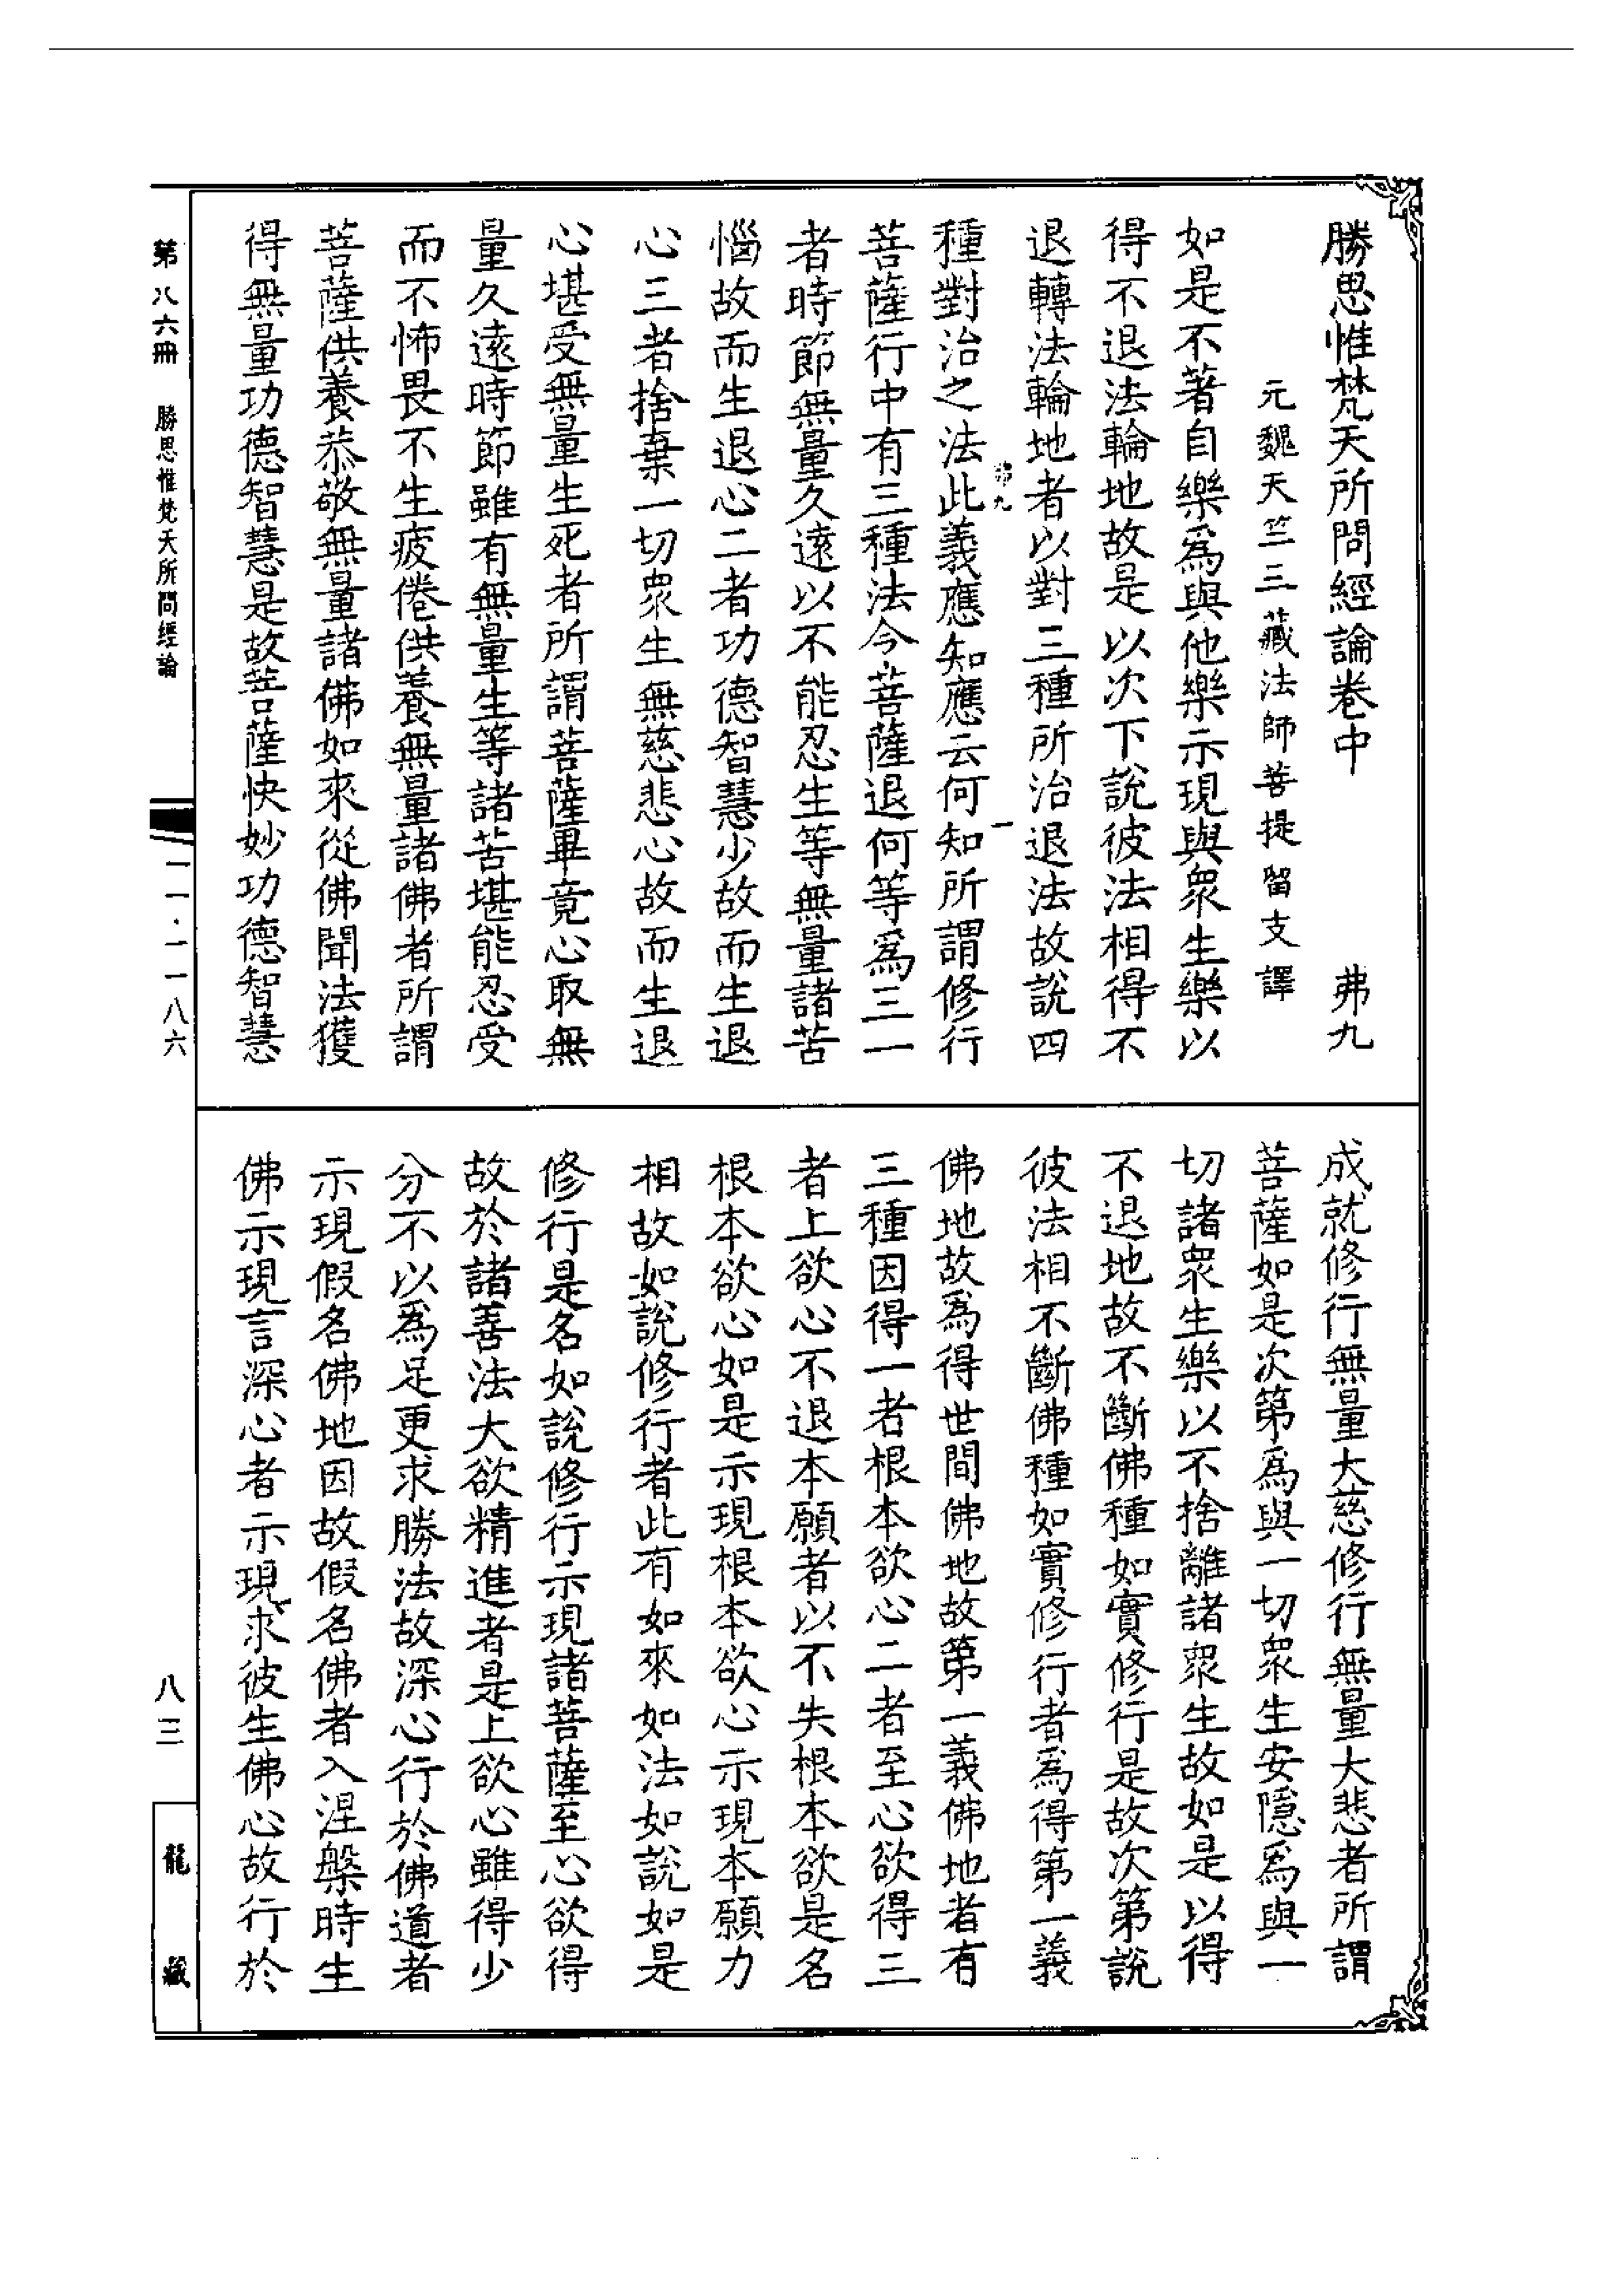 勝思惟梵天所問經論卷中　弗九
元魏天竺三藏法師菩提留支譯
如是不著自樂爲與他樂示現與衆生樂以
得不退法輪地故是以次下說彼法相得不
退轉法輪地者以對三種所治退法故說四
弗九　一
種對治之法此義應知應云何知所謂修行
菩薩行中有三種法令菩薩退何等爲三一
者時節無量久遠以不能忍生等無量諸苦
惱故而生退心二者功德智慧少故而生退
心三者捨棄一切衆生無慈悲心故而生退
心堪受無量生死者所謂菩薩畢竟心取無
量久遠時節雖有無量生等諸苦堪能忍受
而不怖畏不生疲倦供養無量諸佛者所謂
菩薩供養恭敬無量諸佛如來從佛聞法獲
得無量功德智慧是故菩薩快妙功德智慧
成就修行無量大慈修行無量大悲者所謂
菩薩如是次第爲與一切衆生安隱爲與一
切諸衆生樂以不捨離諸衆生故如是以得
不退地故不斷佛種如實修行是故次第說
彼法相不斷佛種如實修行者爲得第一義
佛地故爲得世間佛地故第一義佛地者有
三種因得一者根本欲心二者至心欲得三
者上欲心不退本願者以不失根本欲是名
根本欲心如是示現根本欲心示現本願力
相故如說修行者此有如來如法如說如是
修行是名如說修行示現諸菩薩至心欲得
故於諸善法大欲精進者是上欲心雖得少
分不以爲足更求勝法故深心行於佛道者
示現假名佛地因故假名佛者入涅槃時生
佛示現言深心者示現求彼生佛心故行於
第八六冊　勝思惟梵天所問經論
一一·一一八六
八三
龍藏